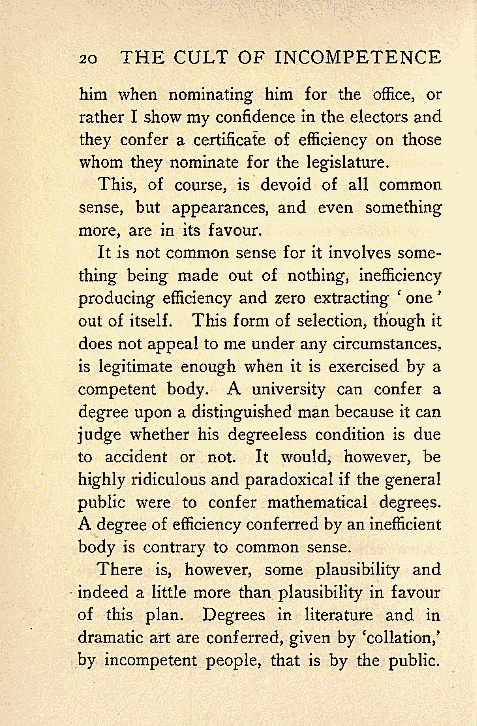 20 THE CULT OF INCOMPETENCE
him when nominating him for the office, or
rather I show my confidence in the electors and
they confer a certificate of efficiency on those
whom they nominate for the legislature.
This, of course, is devoid of all common
sense, but appearances, and even something
more, are in its favour.
It is not common sense for it involves some-
thing being made out of nothing, inefficiency
producing efficiency and zero extracting ‘ one ’
out of itself. This form of selection, though it
does not appeal to me under any circumstances,
is legitimate enough when it is exercised by a
competent body. A university can confer a
degree upon a distinguished man because it can
judge whether his degreeless condition is due
to accident or not. It would, however, be
highly ridiculous and paradoxical if the general
public were to confer mathematical degrees.
A degree of efficiency conferred by an inefficient
body is contrary to common sense.
There is, however, some plausibility and
indeed a little more than plausibility in favour
of this plan. Degrees in literature and in
dramatic art are conferred, given by ‘collation,’
by incompetent people, that is by the public.